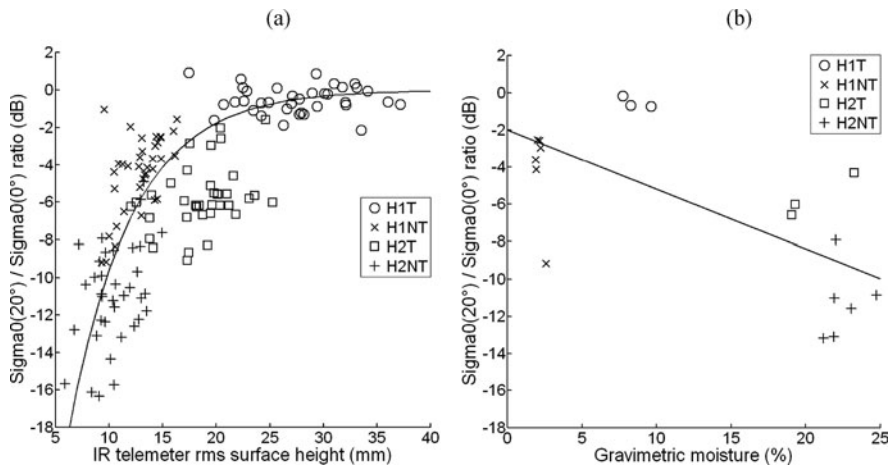 (a)
Sigma0(20°) / Sigma0(0°) ratio (dB)
2
0
-2
-4
-6
-8
-10
-12
-14
-16
-18
H1T
H1NT
H2T
H2NT
5 10 15 20 25 30 35 40
IR telemeter rms surface height (mm)
(b)
Sigma0(20°) / Sigma0(0°) ratio (dB)
2
0
-2
-4
-6
-8
-10
-12
-14
-16
-18
H1T
H1NT
H2T
H2NT
0 5 10 15 20 25
Gravimetric moisture (%)